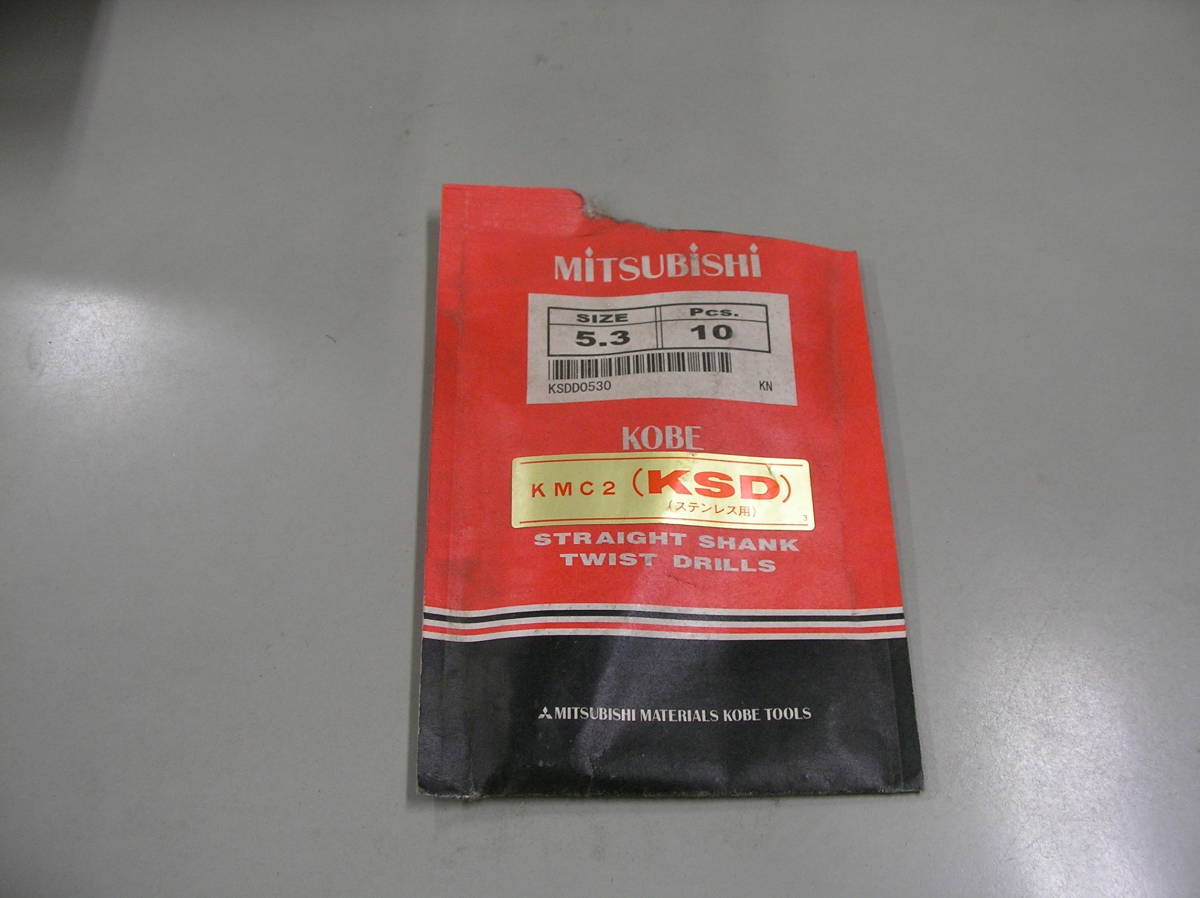 MITSUBISHI
SIZE Pcs.
5.3 10
KSDD0530 KN
KOBE
KMC2 (KSD)
(ステンレス用)
3
STRAIGHT SHANK
TWIST DRILLS
MITSUBISHI MATERIALS KOBE TOOLS